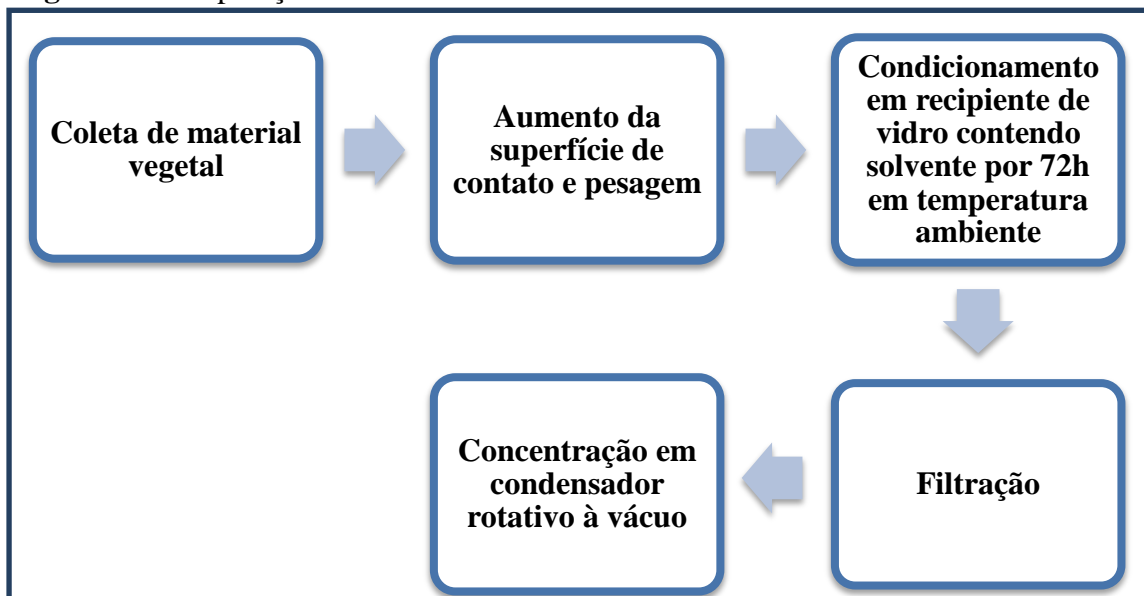 Coleta de material
vegetal
Aumento da
superfície de
contato e pesagem
Condicionamento
em recipiente de
vidro contendo
solvente por 72h
em temperatura
ambiente
Filtração
Concentração em
condensador
rotativo à vácuo